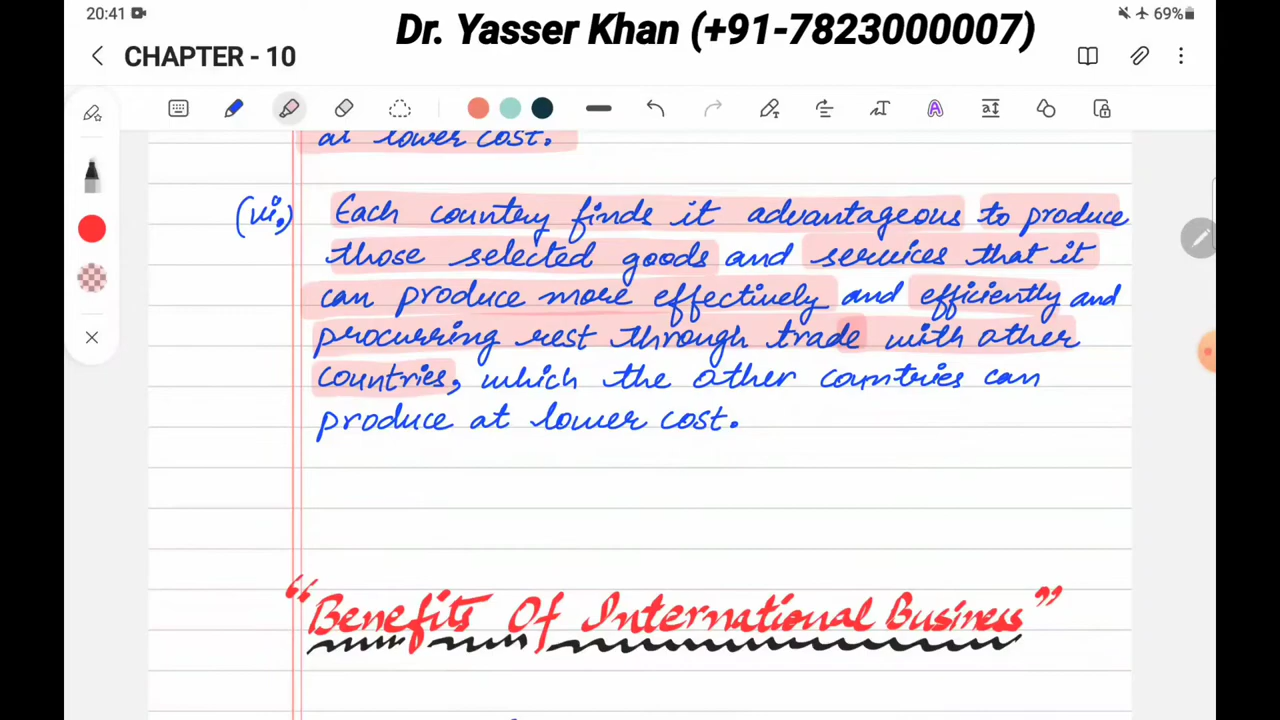 20:41
69%
Dr. Yasser Khan (+91-7823000007)
CHAPTER - 10
at lower cost.
(vi.) Each country finds it advantageous to produce
those selected goods and services that it
can produce more effectively and efficiently and
procurring rest through trade with other
countries, which the other countries can
produce at lower cost.
"Benefits Of International Business"